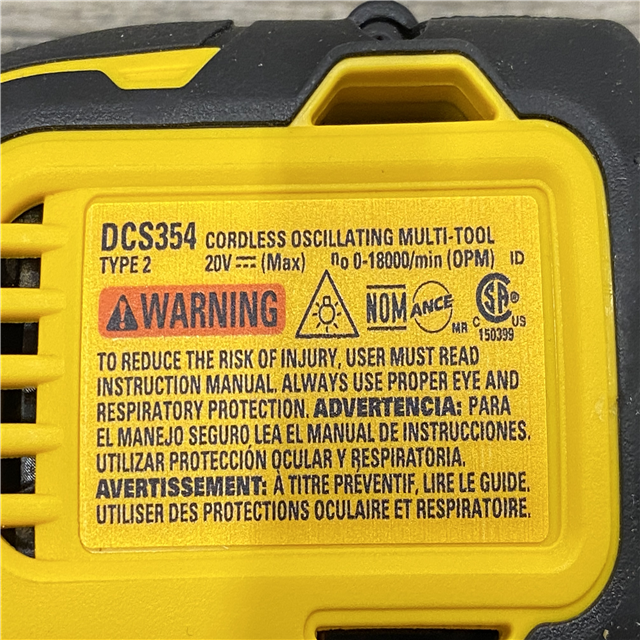 DCS354 CORDLESS OSCILLATING MULTI-TOOL
TYPE 2 20V ⎓ (Max) no 0-18000/min (OPM) ID
⚠WARNING NOM ANCE MR C SA ® US
150399
TO REDUCE THE RISK OF INJURY, USER MUST READ
INSTRUCTION MANUAL. ALWAYS USE PROPER EYE AND
RESPIRATORY PROTECTION. ADVERTENCIA: PARA
EL MANEJO SEGURO LEA EL MANUAL DE INSTRUCCIONES.
UTILIZAR PROTECCIÓN OCULAR Y RESPIRATORIA.
AVERTISSEMENT: À TITRE PRÉVENTIF, LIRE LE GUIDE.
UTILISER DES PROTECTIONS OCULAIRE ET RESPIRATOIRE.